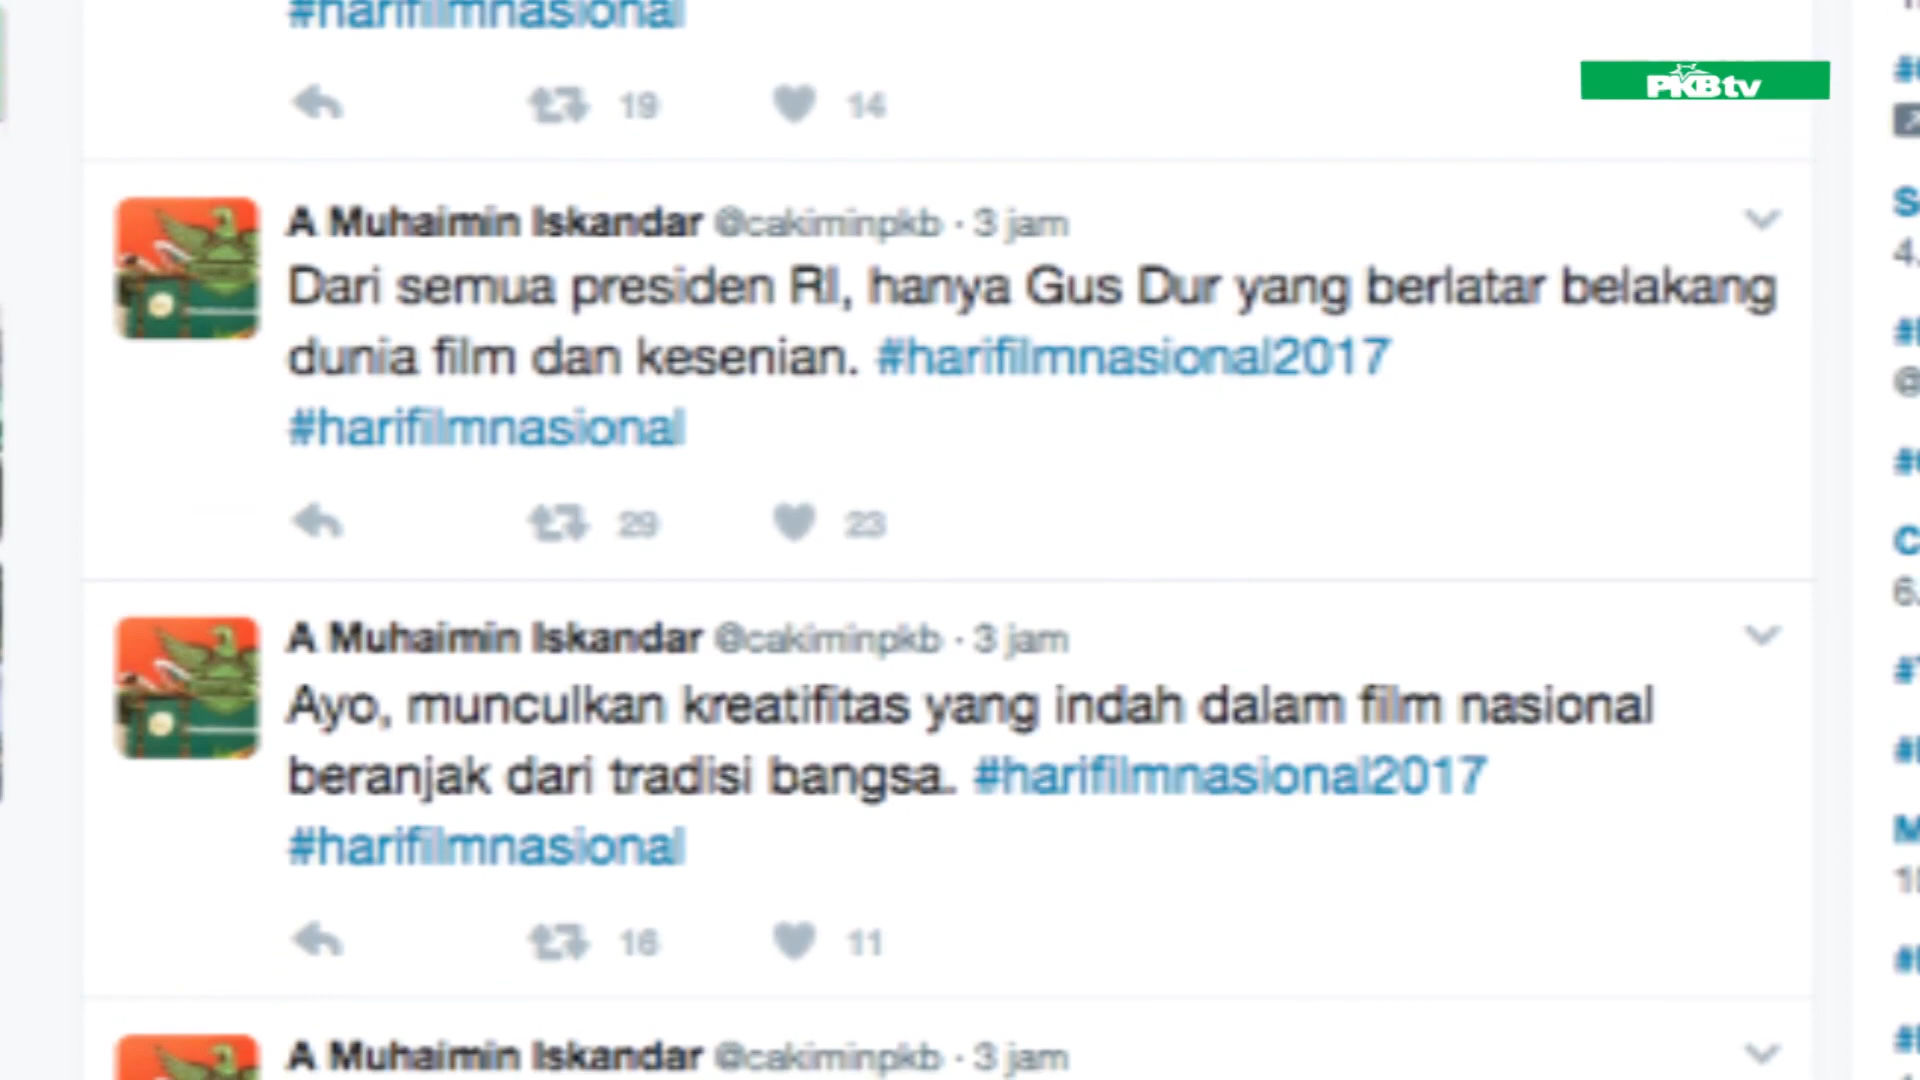 #harifilmnasional
19 14
PKBtv
A Muhaimin Iskandar @cakiminpkb · 3 jam
Dari semua presiden RI, hanya Gus Dur yang berlatar belakang
dunia film dan kesenian. #harifilmnasional2017
#harifilmnasional
29 23
A Muhaimin Iskandar @cakiminpkb · 3 jam
Ayo, munculkan kreatifitas yang indah dalam film nasional
beranjak dari tradisi bangsa. #harifilmnasional2017
#harifilmnasional
16 11
A Muhaimin Iskandar @cakiminpkb · 3 jam